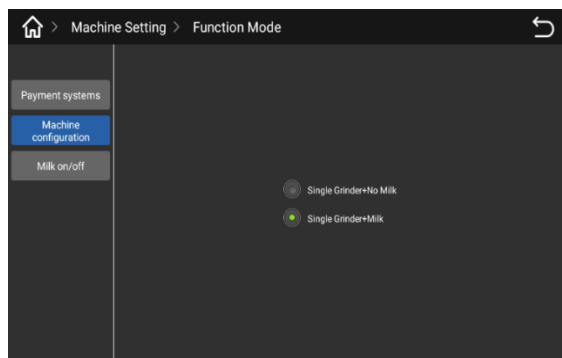 Machine Setting > Function Mode
Payment systems
Machine
configuration
Milk on/off
Single Grinder+No Milk
Single Grinder+Milk